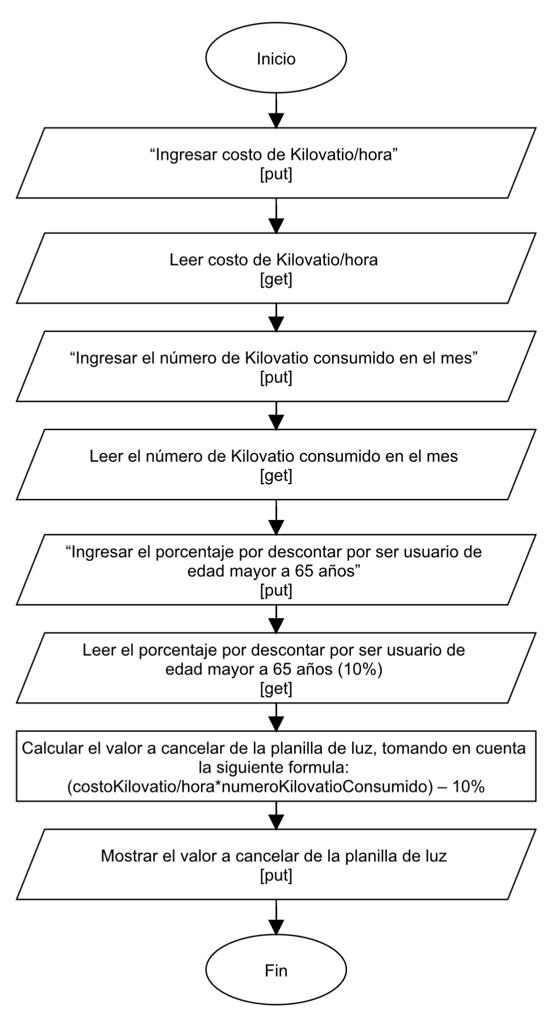 Inicio
“Ingresar costo de Kilovatio/hora”
[put]
Leer costo de Kilovatio/hora
[get]
“Ingresar el número de Kilovatio consumido en el mes”
[put]
Leer el número de Kilovatio consumido en el mes
[get]
“Ingresar el porcentaje por descontar por ser usuario de
edad mayor a 65 años”
[put]
Leer el porcentaje por descontar por ser usuario de
edad mayor a 65 años (10%)
[get]
Calcular el valor a cancelar de la planilla de luz, tomando en cuenta
la siguiente formula:
(costoKilovatio/hora*numeroKilovatioConsumido) – 10%
Mostrar el valor a cancelar de la planilla de luz
[put]
Fin